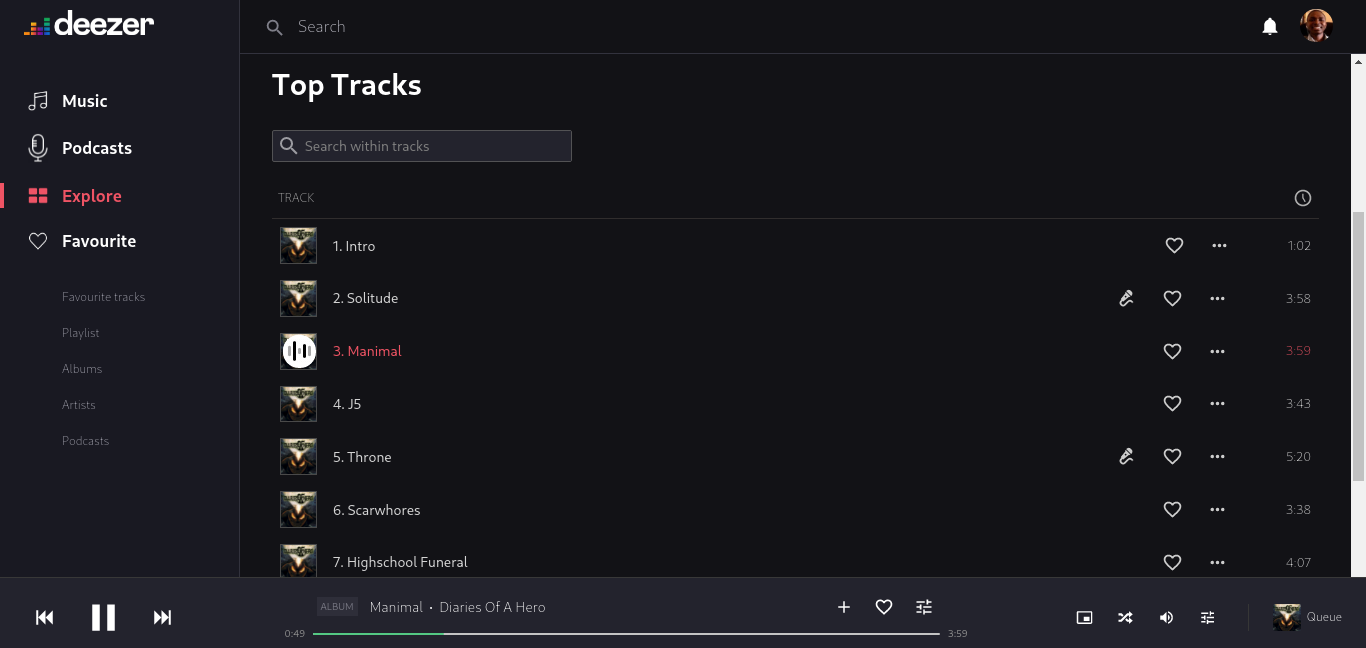 deezer
Search
Music
Podcasts
Explore
Favourite
Favourite tracks
Playlist
Albums
Artists
Podcasts
Top Tracks
Search within tracks
TRACK
1. Intro 1:02
2. Solitude 3:58
3. Manimal 3:59
4. J5 3:43
5. Throne 5:20
6. Scarwhores 3:38
7. Highschool Funeral 4:07
ALBUM Manimal · Diaries Of A Hero
0:49 3:59
Queue